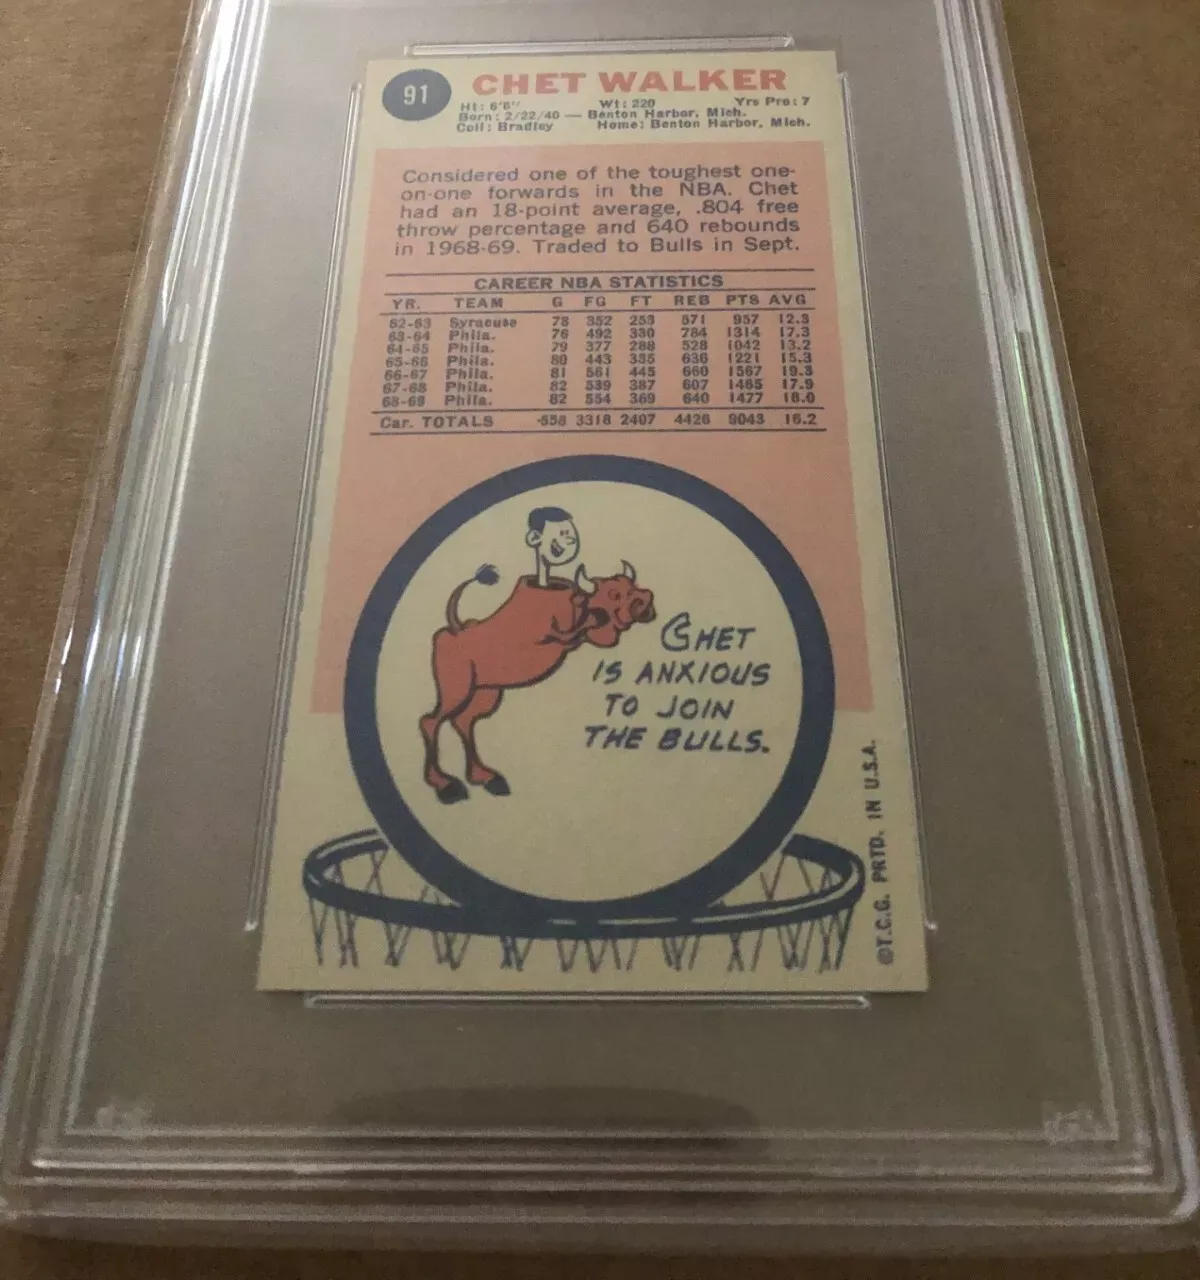 91
CHET WALKER
Ht: 6'6" Wt: 220 Yrs Pro: 7
Born: 2/22/40 — Benton Harbor, Mich.
Coll: Bradley Home: Benton Harbor, Mich.
Considered one of the toughest one-
on-one forwards in the NBA. Chet
had an 18-point average, .804 free
throw percentage and 640 rebounds
in 1968-69. Traded to Bulls in Sept.
CAREER NBA STATISTICS
YR. TEAM G FG FT REB PTS AVG
62-63 Syracuse 78 352 253 571 957 12.3
63-64 Phila. 76 492 330 784 1314 17.3
64-65 Phila. 79 377 288 528 1042 13.2
65-66 Phila. 80 443 335 636 1221 15.3
66-67 Phila. 81 561 445 660 1567 19.3
67-68 Phila. 82 539 387 607 1465 17.9
68-69 Phila. 82 554 369 640 1477 18.0
Car. TOTALS 558 3318 2407 4426 9043 16.2
CHET
IS ANXIOUS
TO JOIN
THE BULLS.
©T.C.G. PRTD. IN U.S.A.